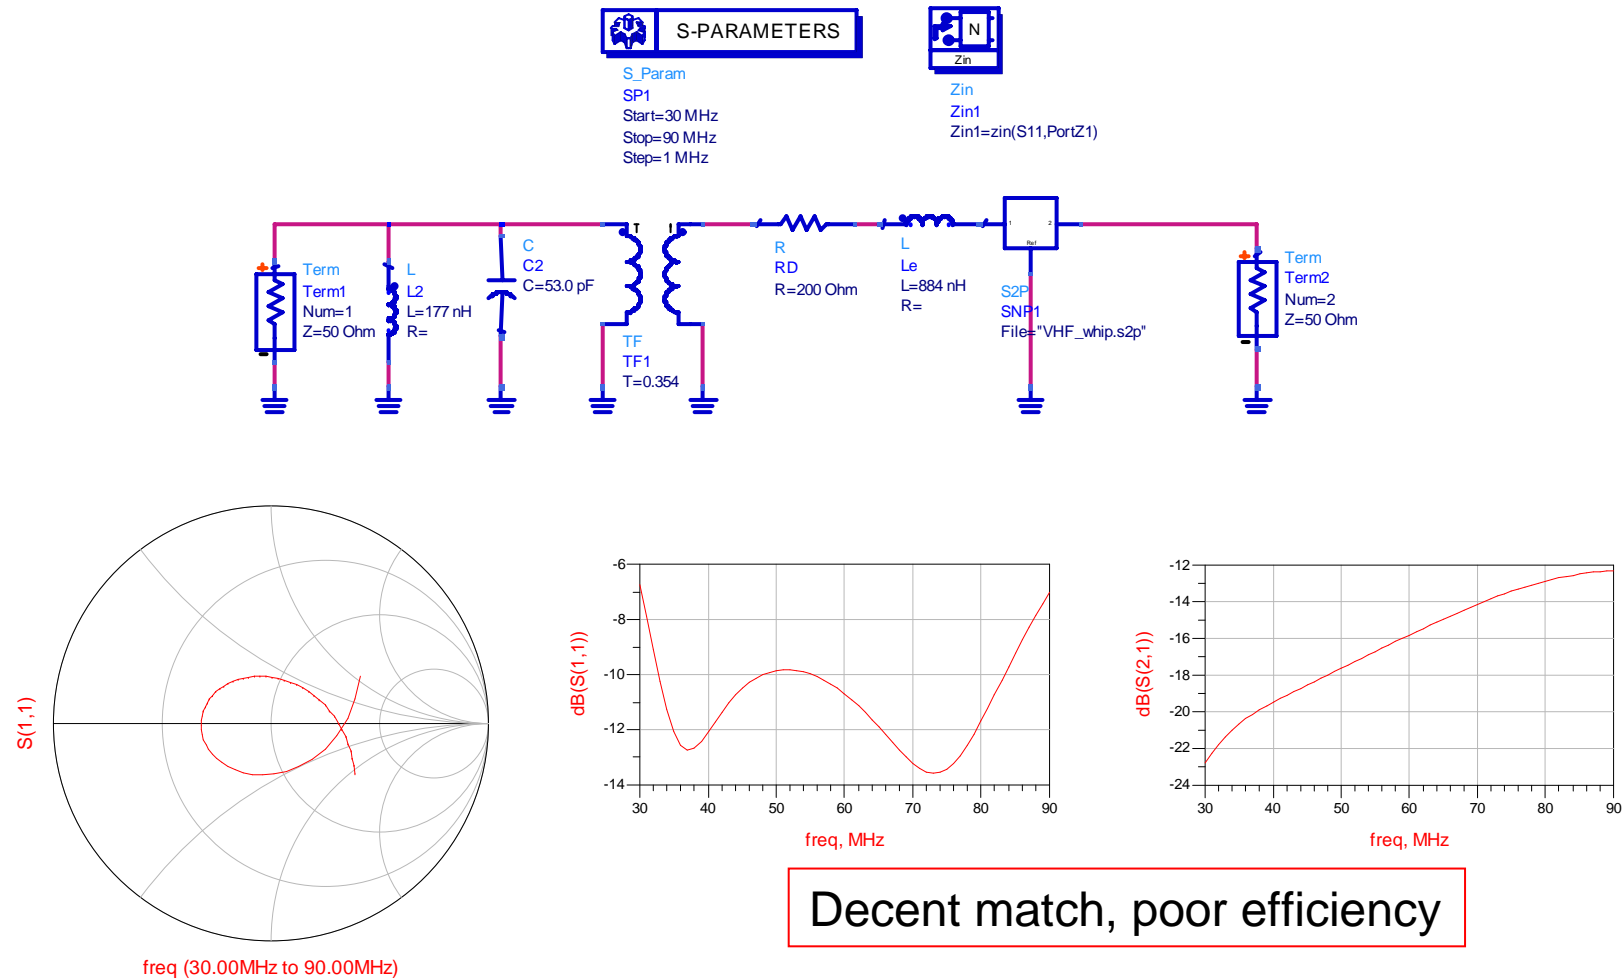 S-PARAMETERS
S_Param
SP1
Start=30 MHz
Stop=90 MHz
Step=1 MHz
N
Zin
Zin
Zin1
Zin1=zin(S11,PortZ1)
Term
Term1
Num=1
Z=50 Ohm
L
L2
L=177 nH
R=
C
C2
C=53.0 pF
T
1
TF
TF1
T=0.354
R
RD
R=200 Ohm
L
Le
L=884 nH
R=
1
2
Ref
S2P
SNP1
File="VHF_whip.s2p"
Term
Term2
Num=2
Z=50 Ohm
S(1,1)
freq (30.00MHz to 90.00MHz)
dB(S(1,1))
-6
-8
-10
-12
-14
30 40 50 60 70 80 90
freq, MHz
dB(S(2,1))
-12
-14
-16
-18
-20
-22
-24
30 40 50 60 70 80 90
freq, MHz
Decent match, poor efficiency